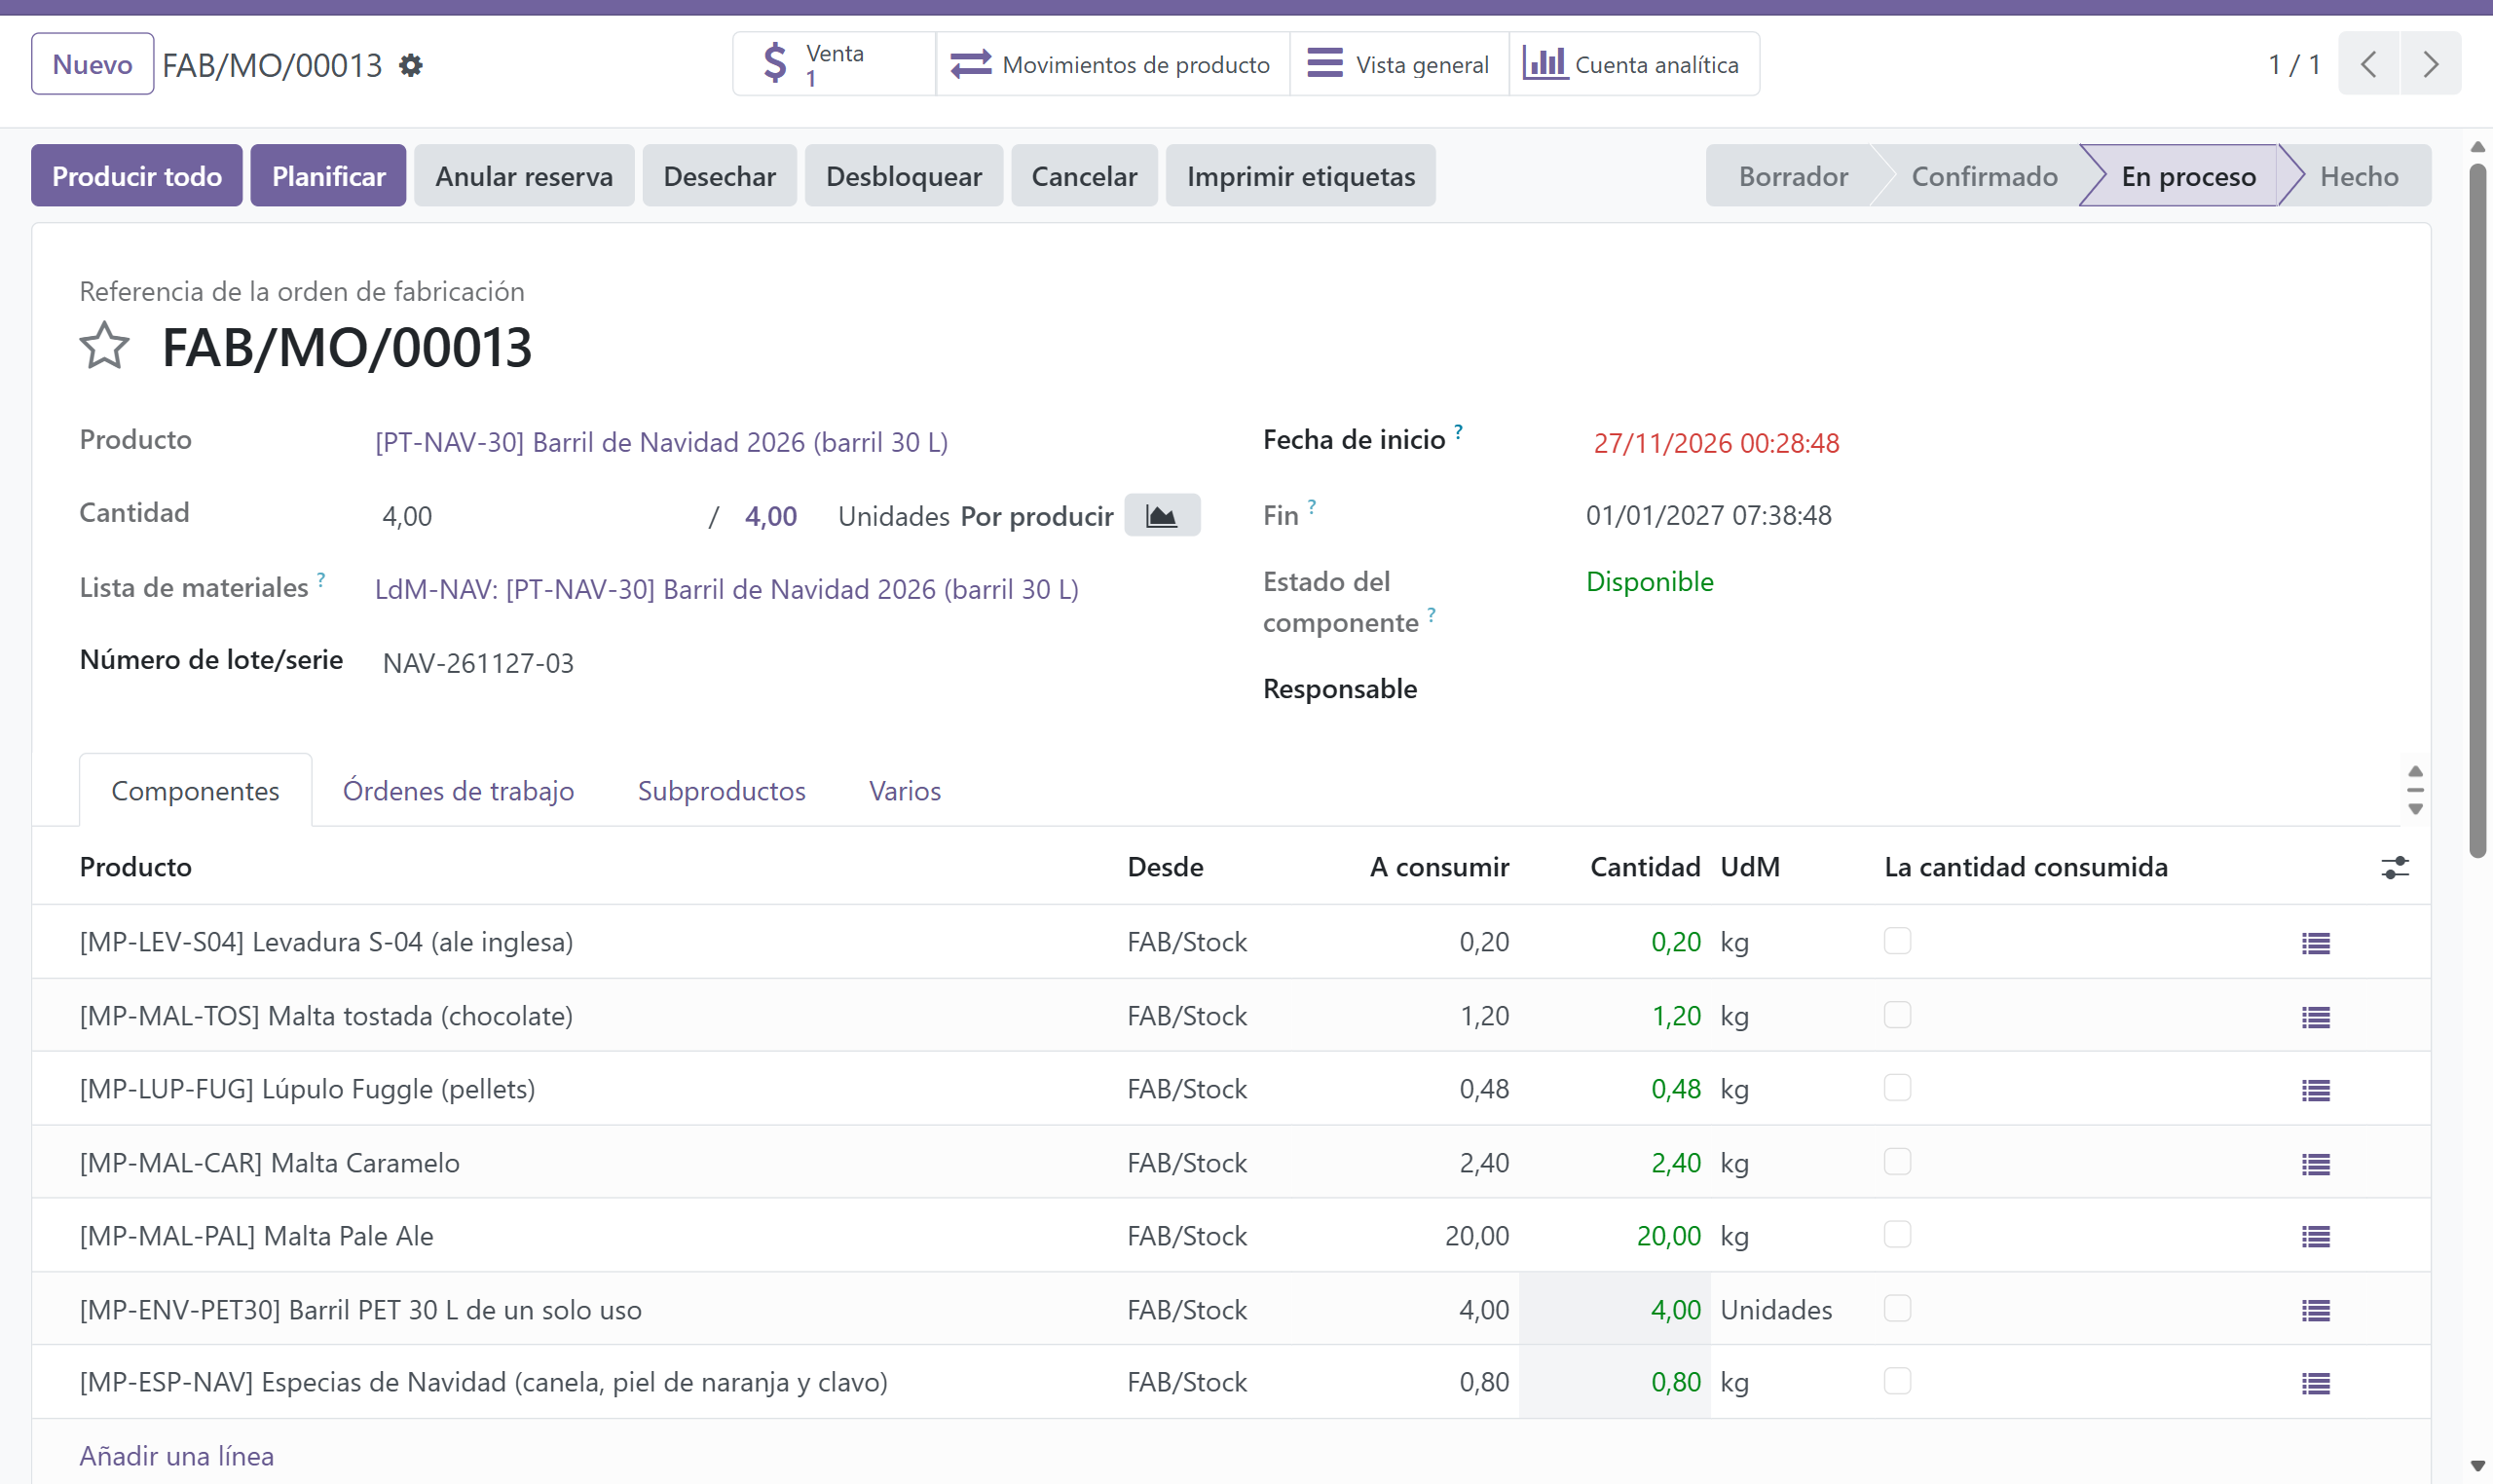 Nuevo FAB/MO/00013
Venta
1
Movimientos de producto
Vista general
Cuenta analítica
1 / 1
Producir todo Planificar Anular reserva Desechar Desbloquear Cancelar Imprimir etiquetas
Borrador Confirmado En proceso Hecho
Referencia de la orden de fabricación
FAB/MO/00013
Producto [PT-NAV-30] Barril de Navidad 2026 (barril 30 L)
Cantidad 4,00 / 4,00 Unidades Por producir
Lista de materiales ? LdM-NAV: [PT-NAV-30] Barril de Navidad 2026 (barril 30 L)
Número de lote/serie NAV-261127-03
Fecha de inicio ? 27/11/2026 00:28:48
Fin ? 01/01/2027 07:38:48
Estado del componente ? Disponible
Responsable
Componentes Órdenes de trabajo Subproductos Varios
Producto Desde A consumir Cantidad UdM La cantidad consumida
[MP-LEV-S04] Levadura S-04 (ale inglesa) FAB/Stock 0,20 0,20 kg
[MP-MAL-TOS] Malta tostada (chocolate) FAB/Stock 1,20 1,20 kg
[MP-LUP-FUG] Lúpulo Fuggle (pellets) FAB/Stock 0,48 0,48 kg
[MP-MAL-CAR] Malta Caramelo FAB/Stock 2,40 2,40 kg
[MP-MAL-PAL] Malta Pale Ale FAB/Stock 20,00 20,00 kg
[MP-ENV-PET30] Barril PET 30 L de un solo uso FAB/Stock 4,00 4,00 Unidades
[MP-ESP-NAV] Especias de Navidad (canela, piel de naranja y clavo) FAB/Stock 0,80 0,80 kg
Añadir una línea